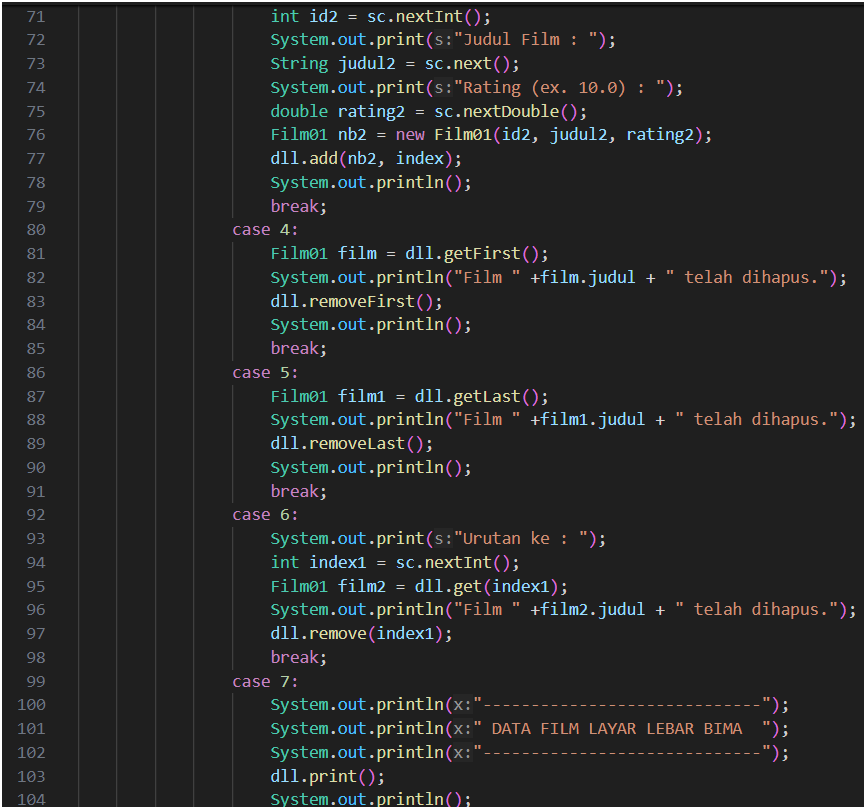 71 int id2 = sc.nextInt();
72 System.out.print(s:"Judul Film : ");
73 String judul2 = sc.next();
74 System.out.print(s:"Rating (ex. 10.0) : ");
75 double rating2 = sc.nextDouble();
76 Film01 nb2 = new Film01(id2, judul2, rating2);
77 dll.add(nb2, index);
78 System.out.println();
79 break;
80 case 4:
81 Film01 film = dll.getFirst();
82 System.out.println("Film " +film.judul + " telah dihapus.");
83 dll.removeFirst();
84 System.out.println();
85 break;
86 case 5:
87 Film01 film1 = dll.getLast();
88 System.out.println("Film " +film1.judul + " telah dihapus.");
89 dll.removeLast();
90 System.out.println();
91 break;
92 case 6:
93 System.out.print(s:"Urutan ke : ");
94 int index1 = sc.nextInt();
95 Film01 film2 = dll.get(index1);
96 System.out.println("Film " +film2.judul + " telah dihapus.");
97 dll.remove(index1);
98 break;
99 case 7:
100 System.out.println(x:"-----------------------------");
101 System.out.println(x:" DATA FILM LAYAR LEBAR BIMA  ");
102 System.out.println(x:"-----------------------------");
103 dll.print();
104 System.out.println();